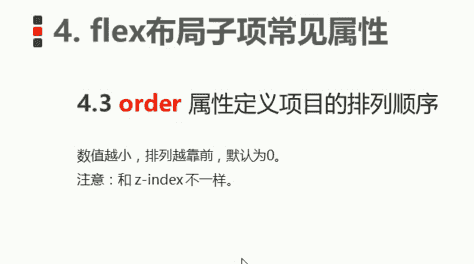 4. flex布局子项常见属性
4.3 order 属性定义项目的排列顺序
数值越小，排列越靠前，默认为0。
注意：和 z-index 不一样。